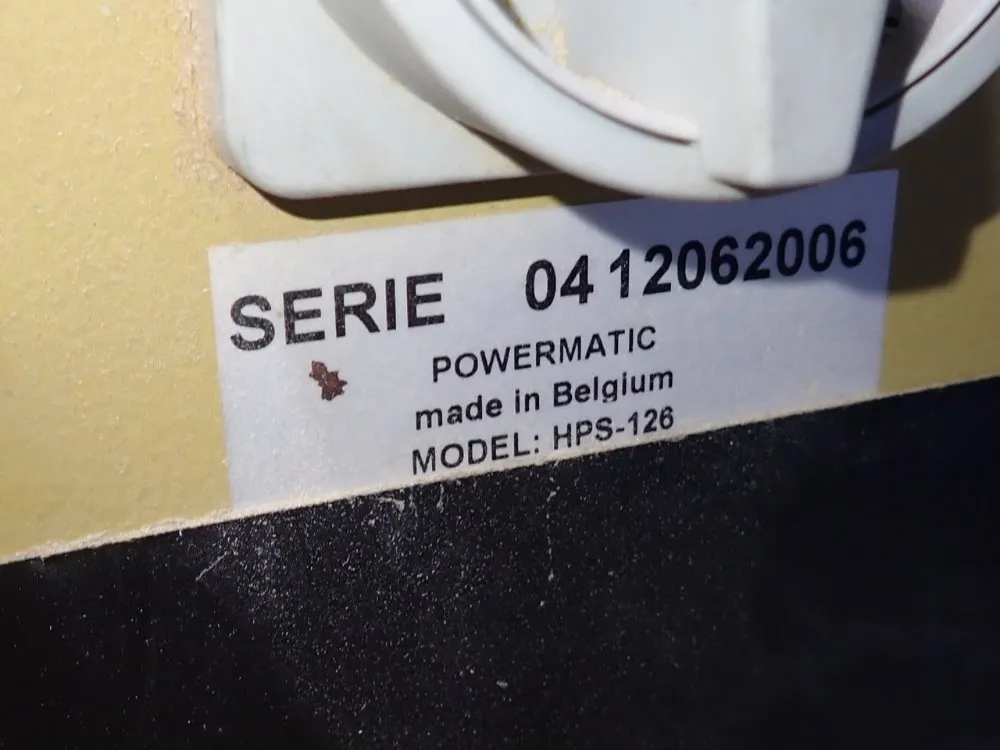 SERIE 0412062006
POWERMATIC
made in Belgium
MODEL: HPS-126